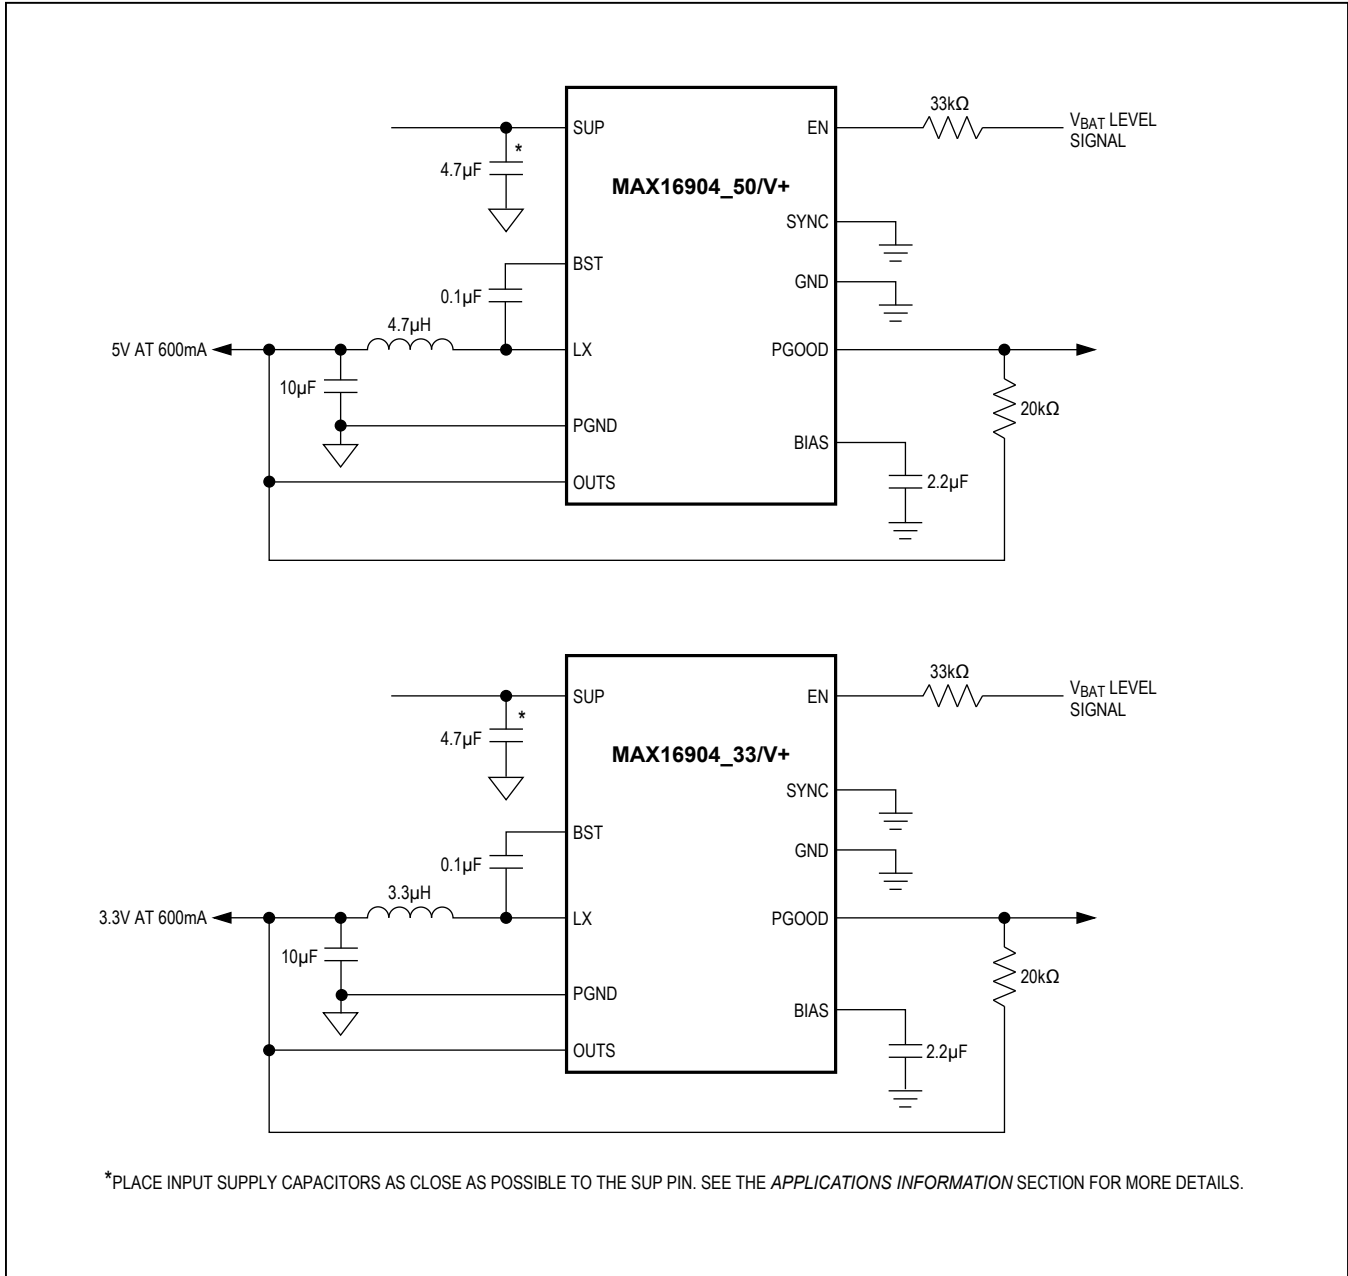 33kΩ
SUP
EN
VBAT LEVEL
SIGNAL
*
4.7µF
MAX16904_50/V+
SYNC
BST
GND
0.1µF
4.7µH
5V AT 600mA
LX
PGOOD
10µF
20kΩ
PGND
BIAS
OUTS
2.2µF
33kΩ
SUP
EN
VBAT LEVEL
SIGNAL
*
4.7µF
MAX16904_33/V+
SYNC
BST
GND
0.1µF
3.3µH
3.3V AT 600mA
LX
PGOOD
10µF
20kΩ
PGND
BIAS
OUTS
2.2µF
*PLACE INPUT SUPPLY CAPACITORS AS CLOSE AS POSSIBLE TO THE SUP PIN. SEE THE APPLICATIONS INFORMATION SECTION FOR MORE DETAILS.